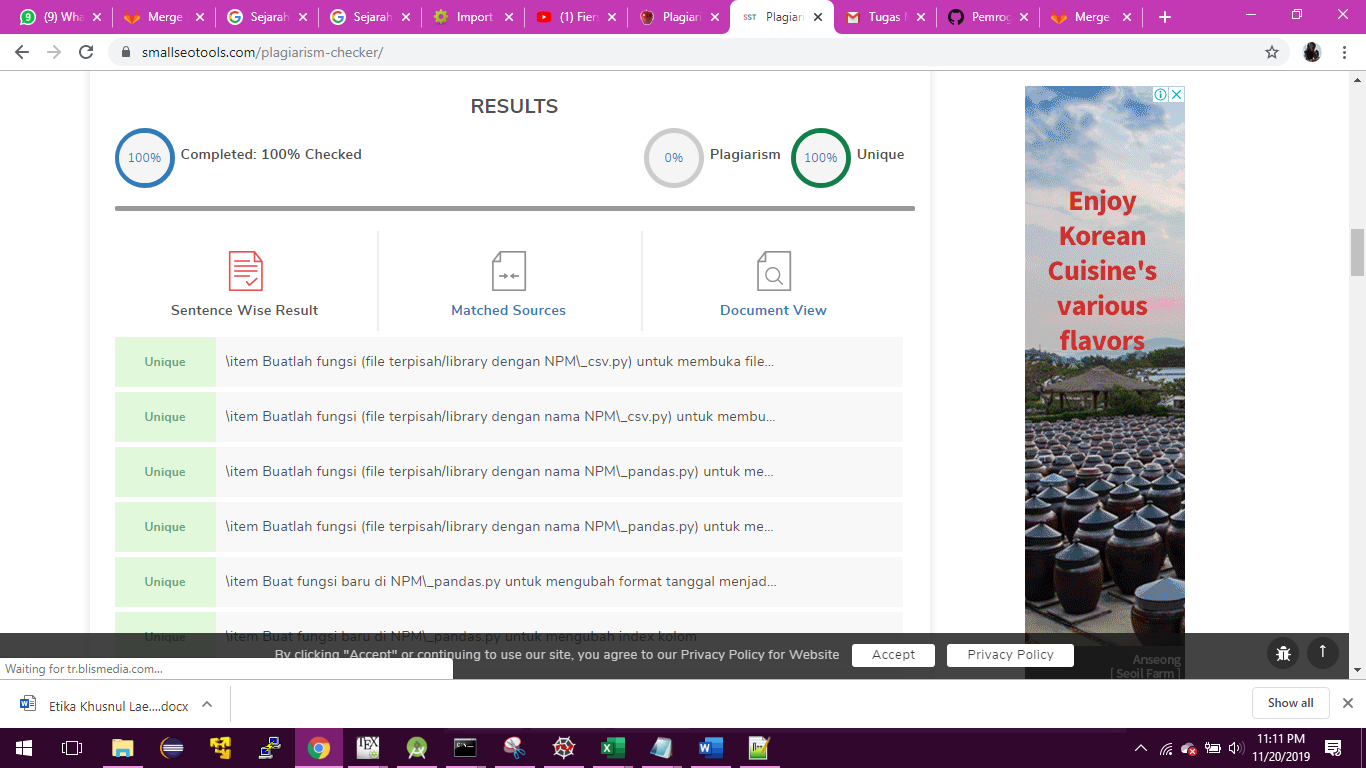 (9) Wha
Merge
Sejarah
Sejarah
Import
(1) Fiers
Plagiari
SST Plagiari
Tugas
Pemrog
Merge
smallseotools.com/plagiarism-checker/
RESULTS
100% Completed: 100% Checked
0% Plagiarism
100% Unique
Sentence Wise Result
Matched Sources
Document View
Unique \item Buatlah fungsi (file terpisah/library dengan NPM\_csv.py) untuk membuka file...
Unique \item Buatlah fungsi (file terpisah/library dengan nama NPM\_csv.py) untuk membu...
Unique \item Buatlah fungsi (file terpisah/library dengan nama NPM\_pandas.py) untuk me...
Unique \item Buatlah fungsi (file terpisah/library dengan nama NPM\_pandas.py) untuk me...
Unique \item Buat fungsi baru di NPM\_pandas.py untuk mengubah format tanggal menjad...
Unique \item Buat fungsi baru di NPM\_pandas.py untuk mengubah index kolom
Enjoy
Korean
Cuisine's
various
flavors
Anseong
[ Seoil Farm ]
By clicking "Accept" or continuing to use our site, you agree to our Privacy Policy for Website
Accept
Privacy Policy
Waiting for tr.blismedia.com...
Etika Khusnul Lae....docx
Show all
11:11 PM
11/20/2019